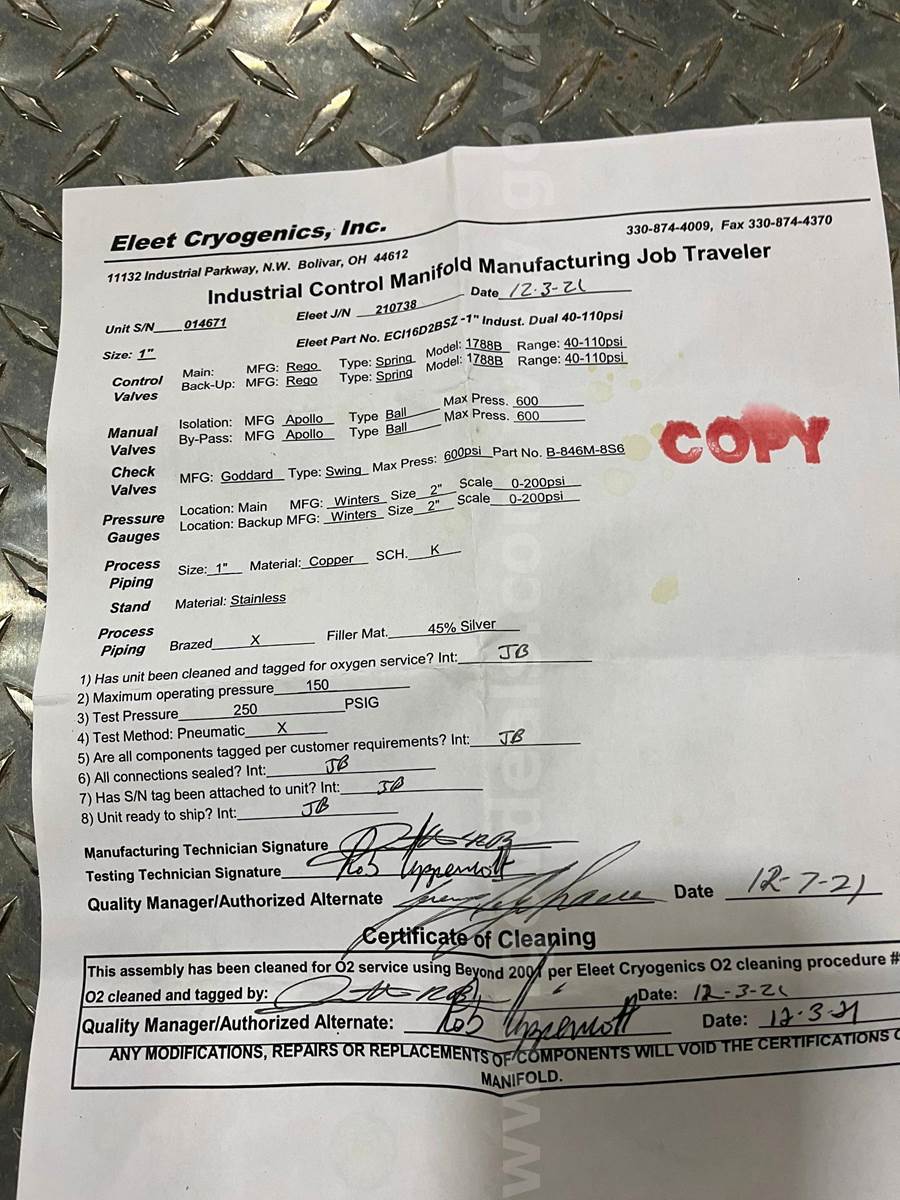 Eleet Cryogenics, Inc.
330-874-4009, Fax 330-874-4370
11132 Industrial Parkway, N.W. Bolivar, OH 44612
Industrial Control Manifold Manufacturing Job Traveler
Unit S/N 014671 Eleet J/N 210738 Date 12-3-21
Size: 1" Eleet Part No. ECI16D2BSZ -1" Indust. Dual 40-110psi
Control Valves
Main: MFG: Rego Type: Spring Model: 1788B Range: 40-110psi
Back-Up: MFG: Rego Type: Spring Model: 1788B Range: 40-110psi
Manual Valves
Isolation: MFG Apollo Type Ball Max Press. 600
By-Pass: MFG Apollo Type Ball Max Press. 600
COPY
Check Valves
MFG: Goddard Type: Swing Max Press: 600psi Part No. B-846M-8S6
Pressure Gauges
Location: Main MFG: Winters Size 2" Scale 0-200psi
Location: Backup MFG: Winters Size 2" Scale 0-200psi
Process Piping
Size: 1" Material: Copper SCH. K
Stand Material: Stainless
Process Piping
Brazed X Filler Mat. 45% Silver
1) Has unit been cleaned and tagged for oxygen service? Int: JB
2) Maximum operating pressure 150
3) Test Pressure 250 PSIG
4) Test Method: Pneumatic X
5) Are all components tagged per customer requirements? Int: JB
6) All connections sealed? Int: JB
7) Has S/N tag been attached to unit? Int: JB
8) Unit ready to ship? Int: JB
Manufacturing Technician Signature
Testing Technician Signature Rob
Quality Manager/Authorized Alternate Date 12-7-21
Certificate of Cleaning
This assembly has been cleaned for O2 service using Beyond 2001 per Eleet Cryogenics O2 cleaning procedure #
O2 cleaned and tagged by: Date: 12-3-21
Quality Manager/Authorized Alternate: Rob Date: 12-3-21
ANY MODIFICATIONS, REPAIRS OR REPLACEMENTS OF COMPONENTS WILL VOID THE CERTIFICATIONS
MANIFOLD.